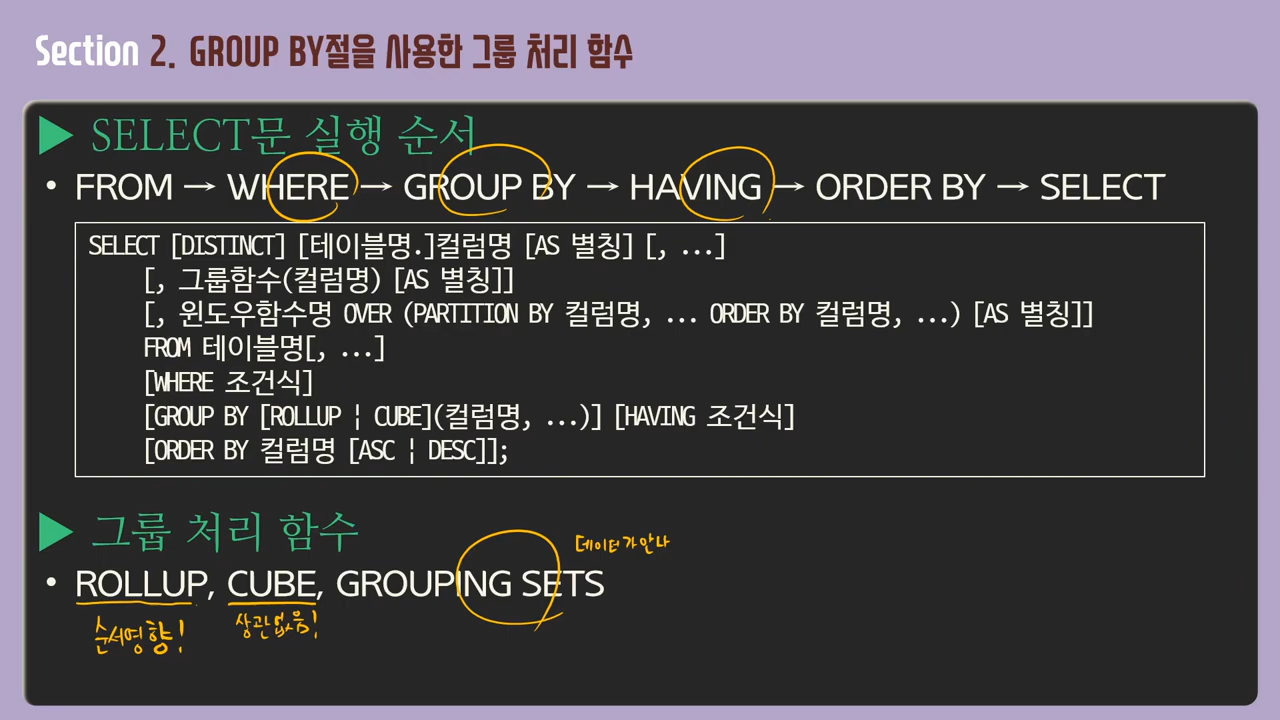 Section 2. GROUP BY절을 사용한 그룹 처리 함수
▶ SELECT문 실행 순서
• FROM → WHERE → GROUP BY → HAVING → ORDER BY → SELECT
SELECT [DISTINCT] [테이블명.]컬럼명 [AS 별칭] [, ...]
[, 그룹함수(컬럼명) [AS 별칭]]
[, 윈도우함수명 OVER (PARTITION BY 컬럼명, ... ORDER BY 컬럼명, ...) [AS 별칭]]
FROM 테이블명[, ...]
[WHERE 조건식]
[GROUP BY [ROLLUP ¦ CUBE](컬럼명, ...)] [HAVING 조건식]
[ORDER BY 컬럼명 [ASC ¦ DESC]];
▶ 그룹 처리 함수
데이터가 안나
• ROLLUP, CUBE, GROUPING SETS
순서영향! 상관없음!